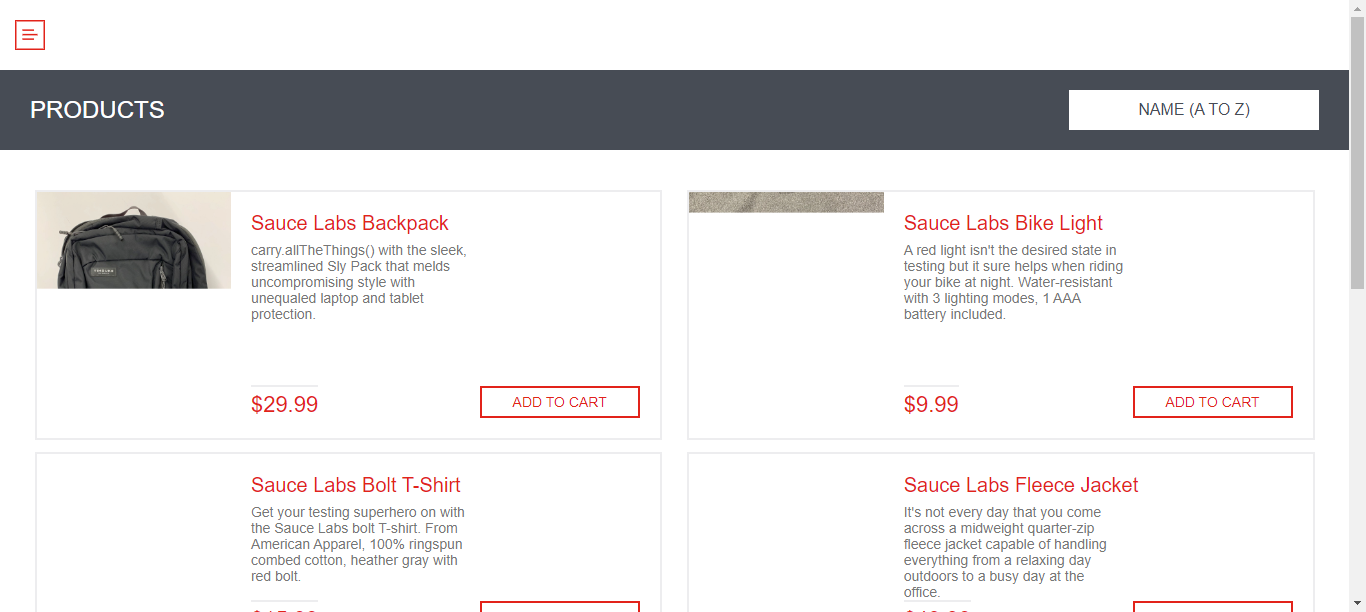 PRODUCTS
NAME (A TO Z)
Sauce Labs Backpack
carry.allTheThings() with the sleek,
streamlined Sly Pack that melds
uncompromising style with
unequaled laptop and tablet
protection.
$29.99
ADD TO CART
Sauce Labs Bike Light
A red light isn't the desired state in
testing but it sure helps when riding
your bike at night. Water-resistant
with 3 lighting modes, 1 AAA
battery included.
$9.99
ADD TO CART
Sauce Labs Bolt T-Shirt
Get your testing superhero on with
the Sauce Labs bolt T-shirt. From
American Apparel, 100% ringspun
combed cotton, heather gray with
red bolt.
Sauce Labs Fleece Jacket
It's not every day that you come
across a midweight quarter-zip
fleece jacket capable of handling
everything from a relaxing day
outdoors to a busy day at the
office.